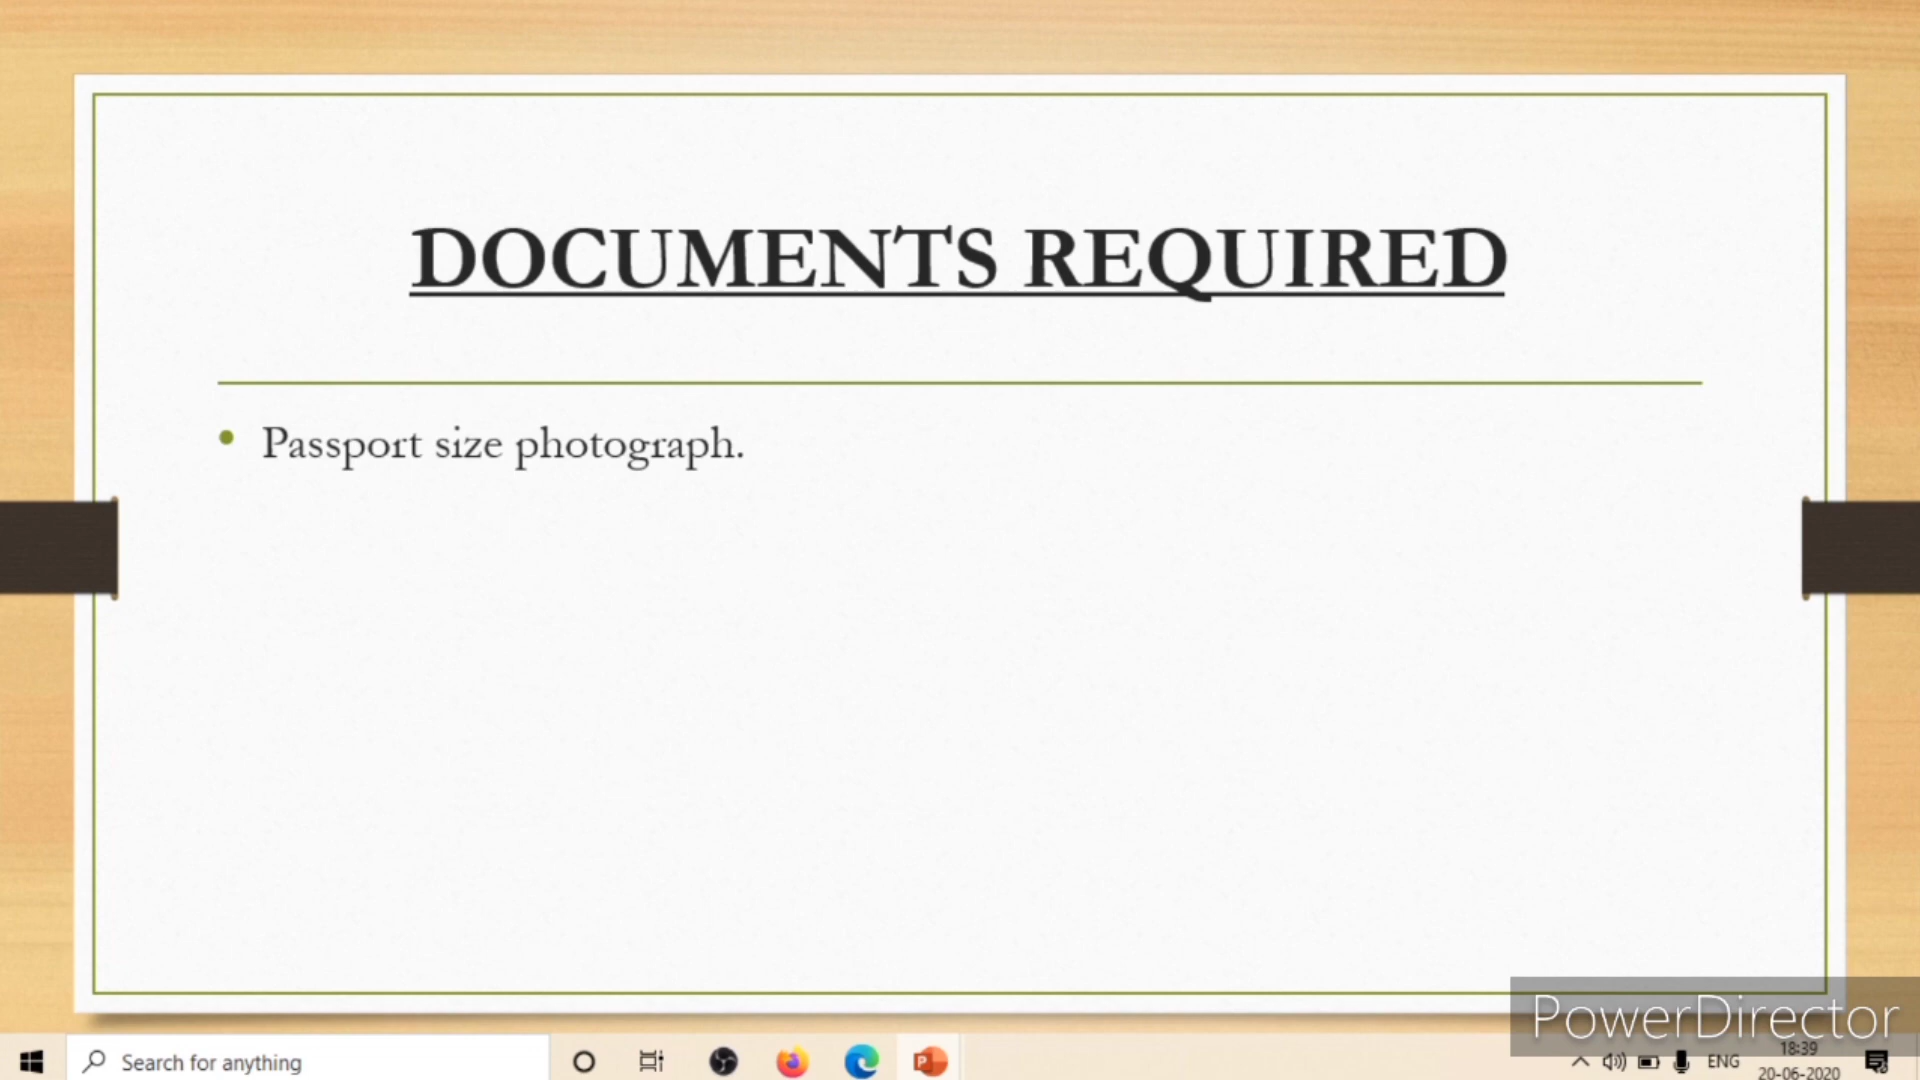 DOCUMENTS REQUIRED
• Passport size photograph.
PowerDirector
Search for anything
ENG
18:39
20-06-2020